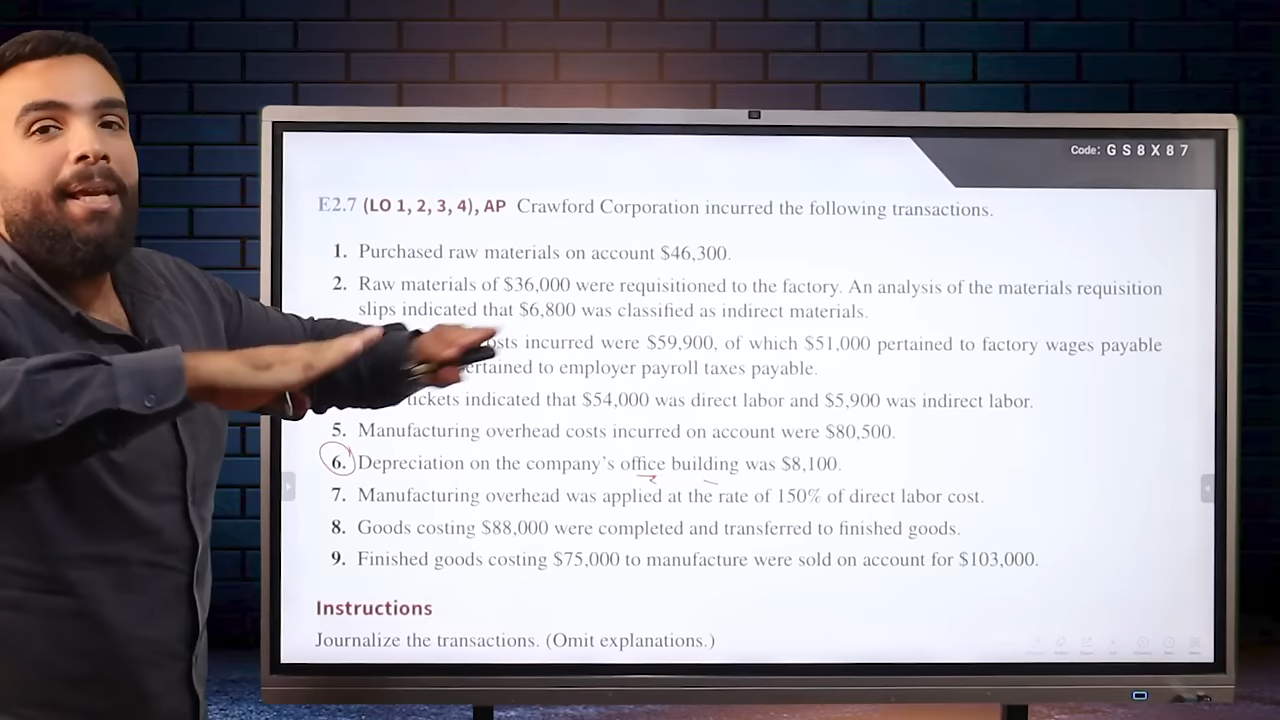 Code: G S 8 X 8 7
E2.7 (LO 1, 2, 3, 4), AP Crawford Corporation incurred the following transactions.
1. Purchased raw materials on account $46,300.
2. Raw materials of $36,000 were requisitioned to the factory. An analysis of the materials requisition
slips indicated that $6,800 was classified as indirect materials.
incurred were $59,900, of which $51,000 pertained to factory wages payable
to employer payroll taxes payable.
indicated that $54,000 was direct labor and $5,900 was indirect labor.
5. Manufacturing overhead costs incurred on account were $80,500.
6. Depreciation on the company's office building was $8,100.
7. Manufacturing overhead was applied at the rate of 150% of direct labor cost.
8. Goods costing $88,000 were completed and transferred to finished goods.
9. Finished goods costing $75,000 to manufacture were sold on account for $103,000.
Instructions
Journalize the transactions. (Omit explanations.)